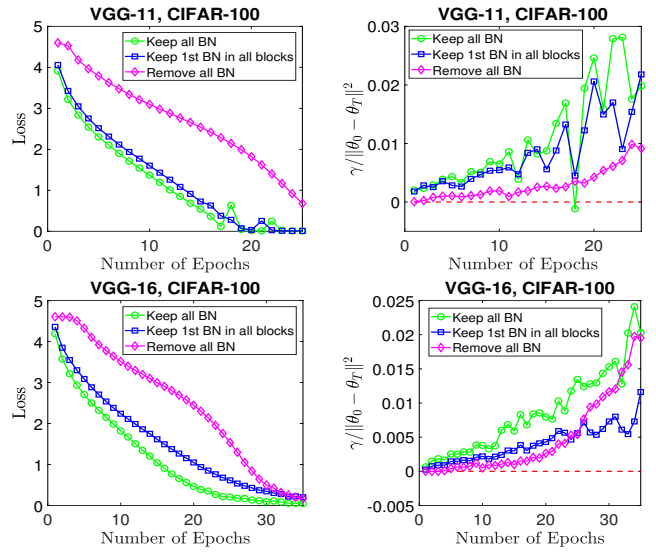 VGG-11, CIFAR-100
5
4
3
2
1
0
Loss
Keep all BN
Keep 1st BN in all blocks
Remove all BN
0 10 20
Number of Epochs
VGG-11, CIFAR-100
0.03
0.02
0.01
0
γ/||θ₀ − θ_T||²
Keep all BN
Keep 1st BN in all blocks
Remove all BN
0 10 20
Number of Epochs
VGG-16, CIFAR-100
5
4
3
2
1
0
Loss
Keep all BN
Keep 1st BN in all blocks
Remove all BN
0 10 20 30
Number of Epochs
VGG-16, CIFAR-100
0.025
0.02
0.015
0.01
0.005
0
-0.005
γ/||θ₀ − θ_T||²
Keep all BN
Keep 1st BN in all blocks
Remove all BN
0 10 20 30
Number of Epochs